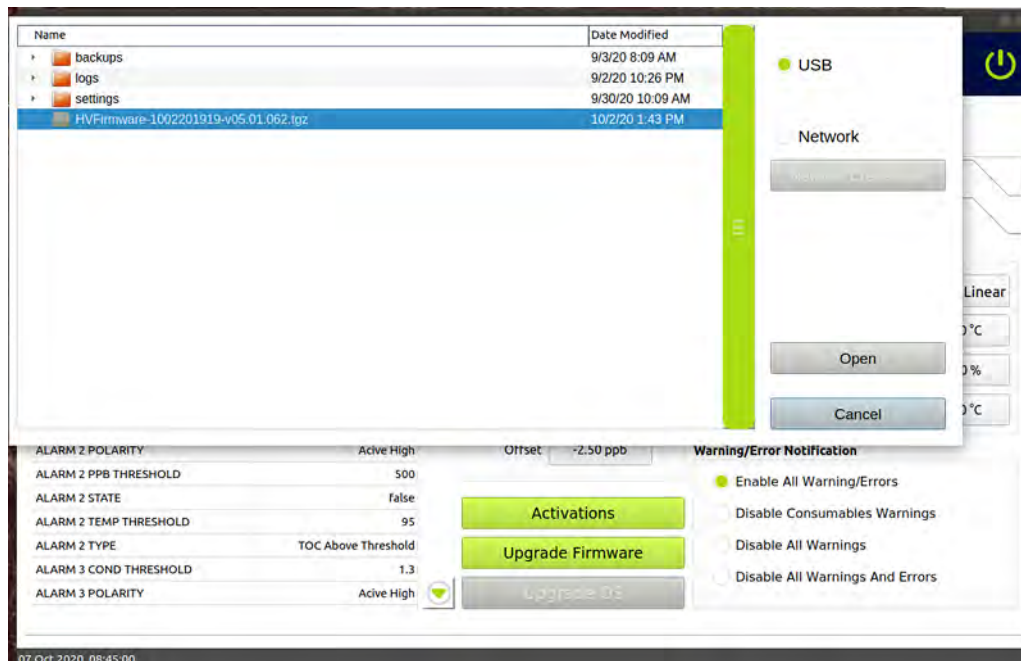 Name Date Modified
backups 9/3/20 8:09 AM
USB
logs 9/2/20 10:26 PM
settings 9/30/20 10:09 AM
HVFirmware-1002201919-v05.01.062.tgz 10/2/20 1:43 PM
Network
Linear
0 °C
Open
0 %
Cancel
0 °C
ALARM 2 POLARITY Acive High
Offset -2.50 ppb
Warning/Error Notification
ALARM 2 PPB THRESHOLD 500
Enable All Warning/Errors
ALARM 2 STATE false
Activations
Disable Consumables Warnings
ALARM 2 TEMP THRESHOLD 95
ALARM 2 TYPE TOC Above Threshold
Upgrade Firmware
Disable All Warnings
ALARM 3 COND THRESHOLD 1.3
Disable All Warnings And Errors
ALARM 3 POLARITY Acive High
Upgrade OS
07 Oct 2020 08:45:00